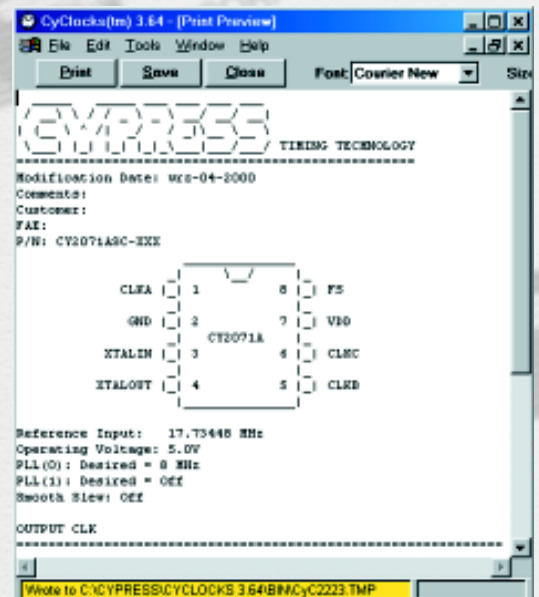 CyClocks(tm) 3.64 - [Print Preview]
File Edit Tools Window Help
Print Save Close Font: Courier New Size
CYPRESS TIMING TECHNOLOGY
Modification Date: wrz-04-2000
Comments:
Customer:
FAE:
P/N: CY2071ASC-XXX
CLKA 1 8 FS
GND 2 7 VDD
CY2071A
XTALIN 3 6 CLKC
XTALOUT 4 5 CLKB
Reference Input: 17.73448 MHz
Operating Voltage: 5.0V
PLL(0): Desired = 8 MHz
PLL(1): Desired = Off
Smooth Slew: Off
OUTPUT CLK
Wrote to C:\CYPRESS\CYCLOCKS 3.64\BIN\CyC2223.TMP